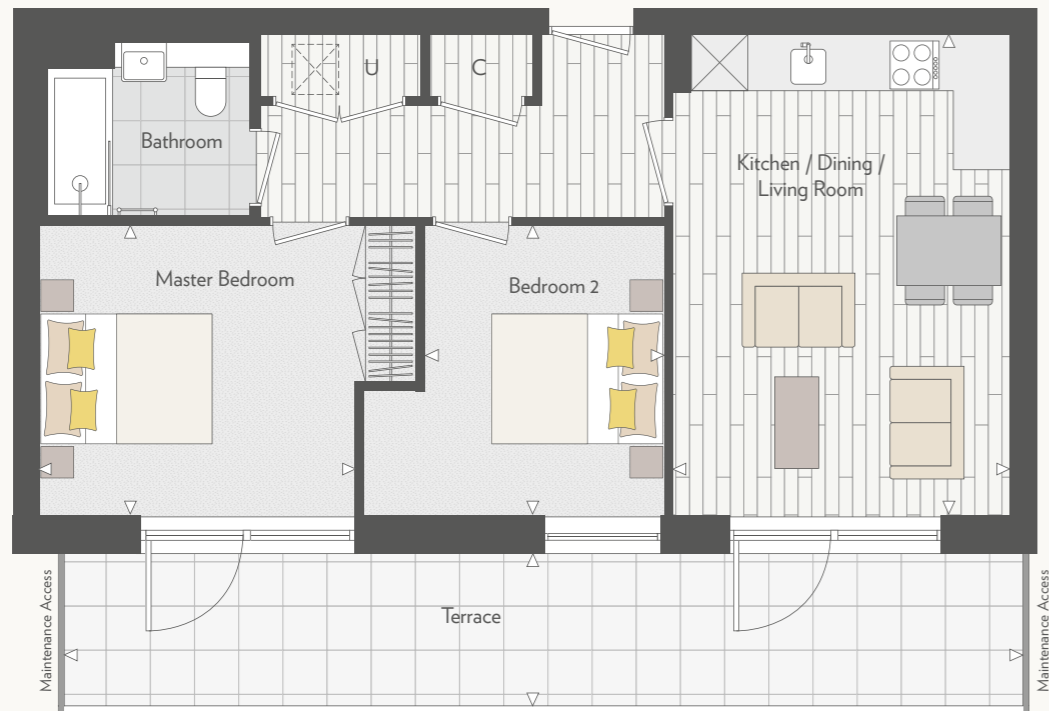 U
C
Bathroom
Kitchen / Dining /
Living Room
Master Bedroom
Bedroom 2
Maintenance Access
Terrace
Maintenance Access